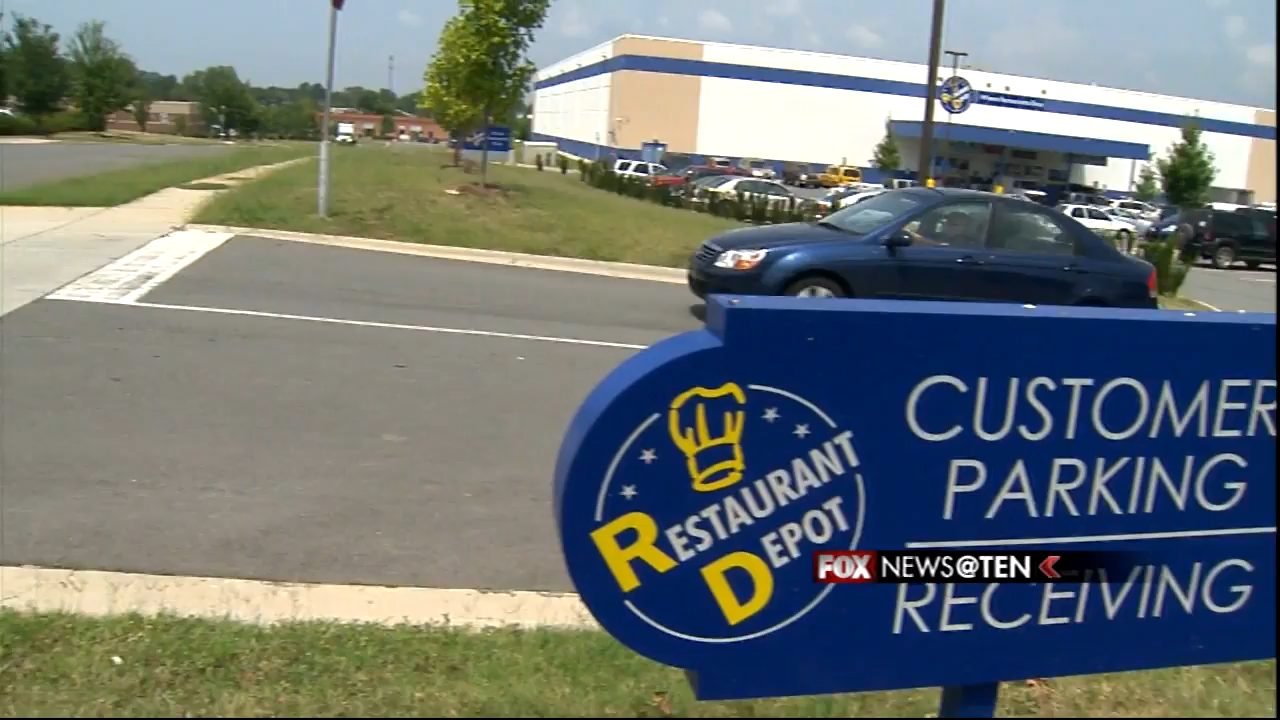 RESTAURANT
DEPOT
CUSTOMER
PARKING
RECEIVING
FOX NEWS@TEN